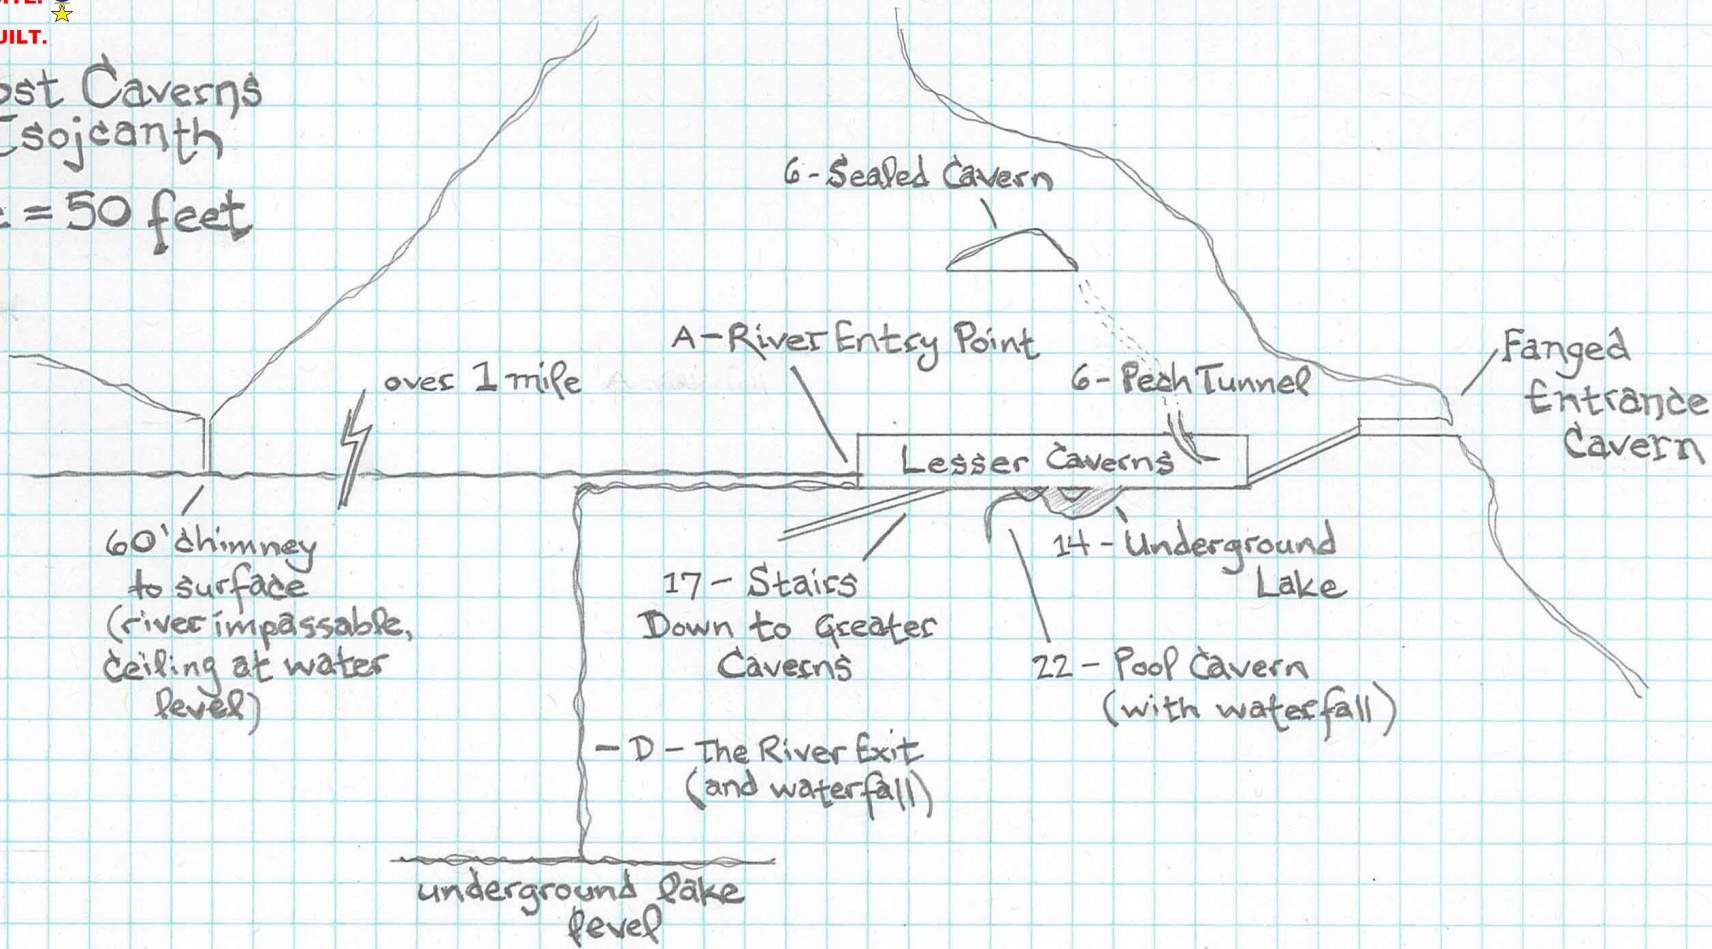 UILT.
ost Caverns
Tsojcanth
= 50 feet
6 - Sealed Cavern
A - River Entry Point
over 1 mile
6 - Pech Tunnel
Fanged
Entrance
Cavern
Lesser Caverns
60' chimney
to surface
(river impassable,
ceiling at water
level)
17 - Stairs
Down to Greater
Caverns
14 - Underground
Lake
22 - Pool Cavern
(with waterfall)
- D - The River Exit
(and waterfall)
underground lake
level